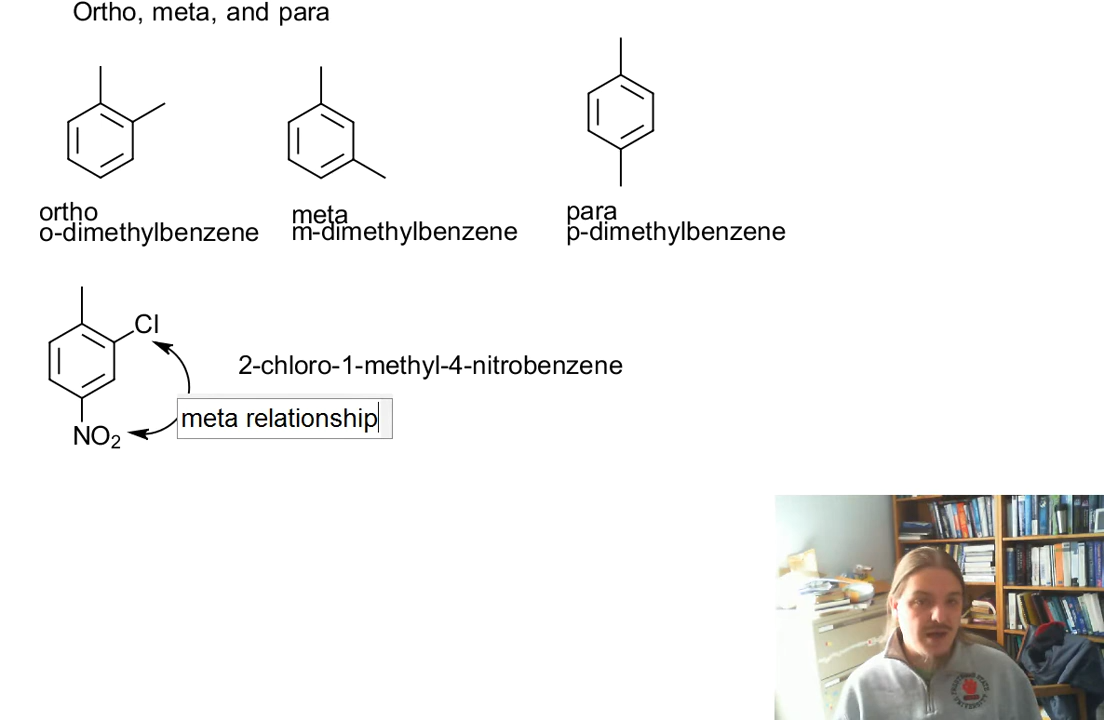 Ortho, meta, and para
ortho
o-dimethylbenzene
meta
m-dimethylbenzene
para
p-dimethylbenzene
Cl
2-chloro-1-methyl-4-nitrobenzene
meta relationship
NO₂